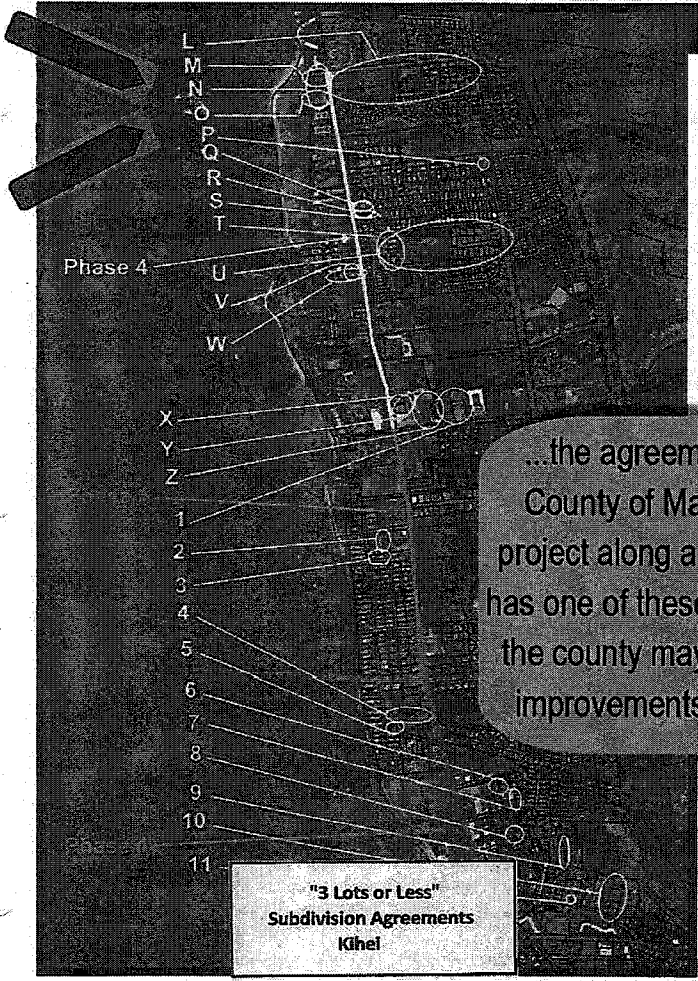 L
M
N
O
P
Q
R
S
T
Phase 4
U
V
W
X
Y
Z
1
2
3
4
5
6
7
8
9
10
11
...the agreem
County of Ma
project along a
has one of these
the county may
improvements
"3 Lots or Less"
Subdivision Agreements
Kihei